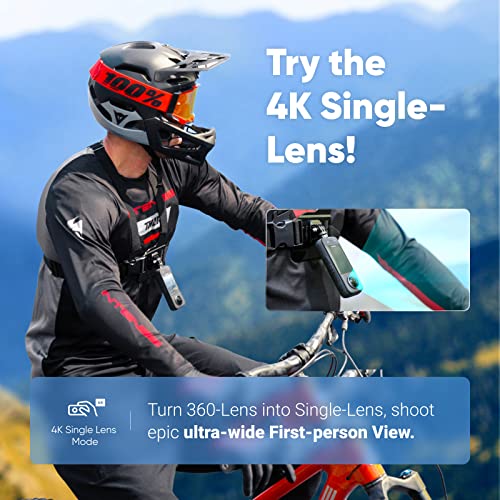 Try the
4K Single-
Lens!
100%
4K
4K Single Lens
Mode
Turn 360-Lens into Single-Lens, shoot
epic ultra-wide First-person View.